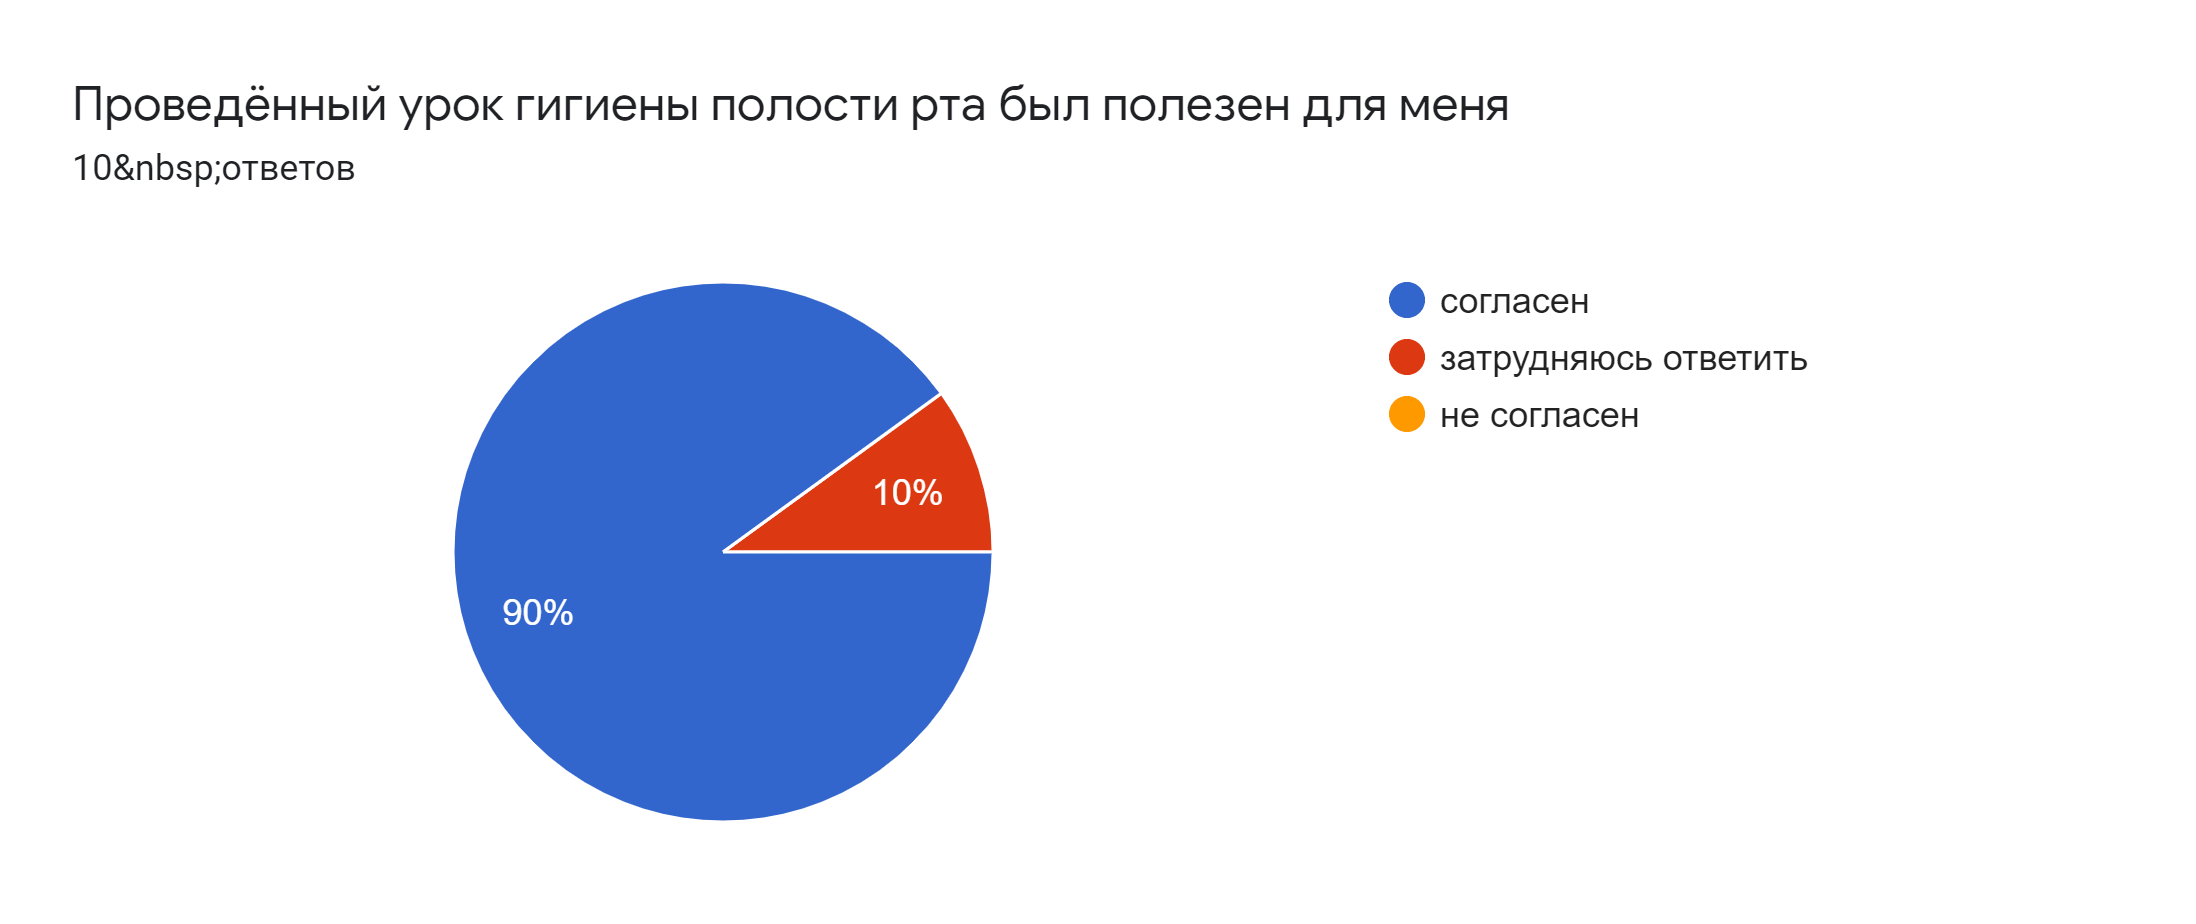 Проведённый урок гигиены полости рта был полезен для меня
10&nbsp;ответов
согласен
затрудняюсь ответить
не согласен
10%
90%